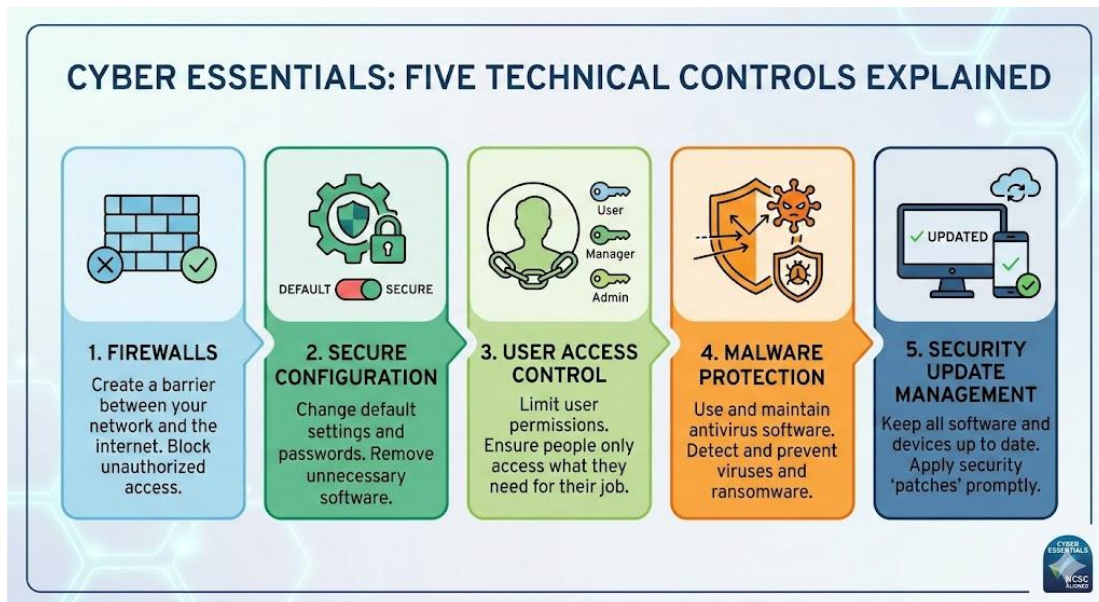 CYBER ESSENTIALS: FIVE TECHNICAL CONTROLS EXPLAINED
1. FIREWALLS
Create a barrier
between your
network and the
internet. Block
unauthorized
access.
DEFAULT SECURE
2. SECURE
CONFIGURATION
Change default
settings and
passwords. Remove
unnecessary
software.
User
Manager
Admin
3. USER ACCESS
CONTROL
Limit user
permissions.
Ensure people only
access what they
need for their job.
4. MALWARE
PROTECTION
Use and maintain
antivirus software.
Detect and prevent
viruses and
ransomware.
UPDATED
5. SECURITY
UPDATE
MANAGEMENT
Keep all software and
devices up to date.
Apply security
‘patches’ promptly.
CYBER
ESSENTIALS
NCSC
ALIGNED